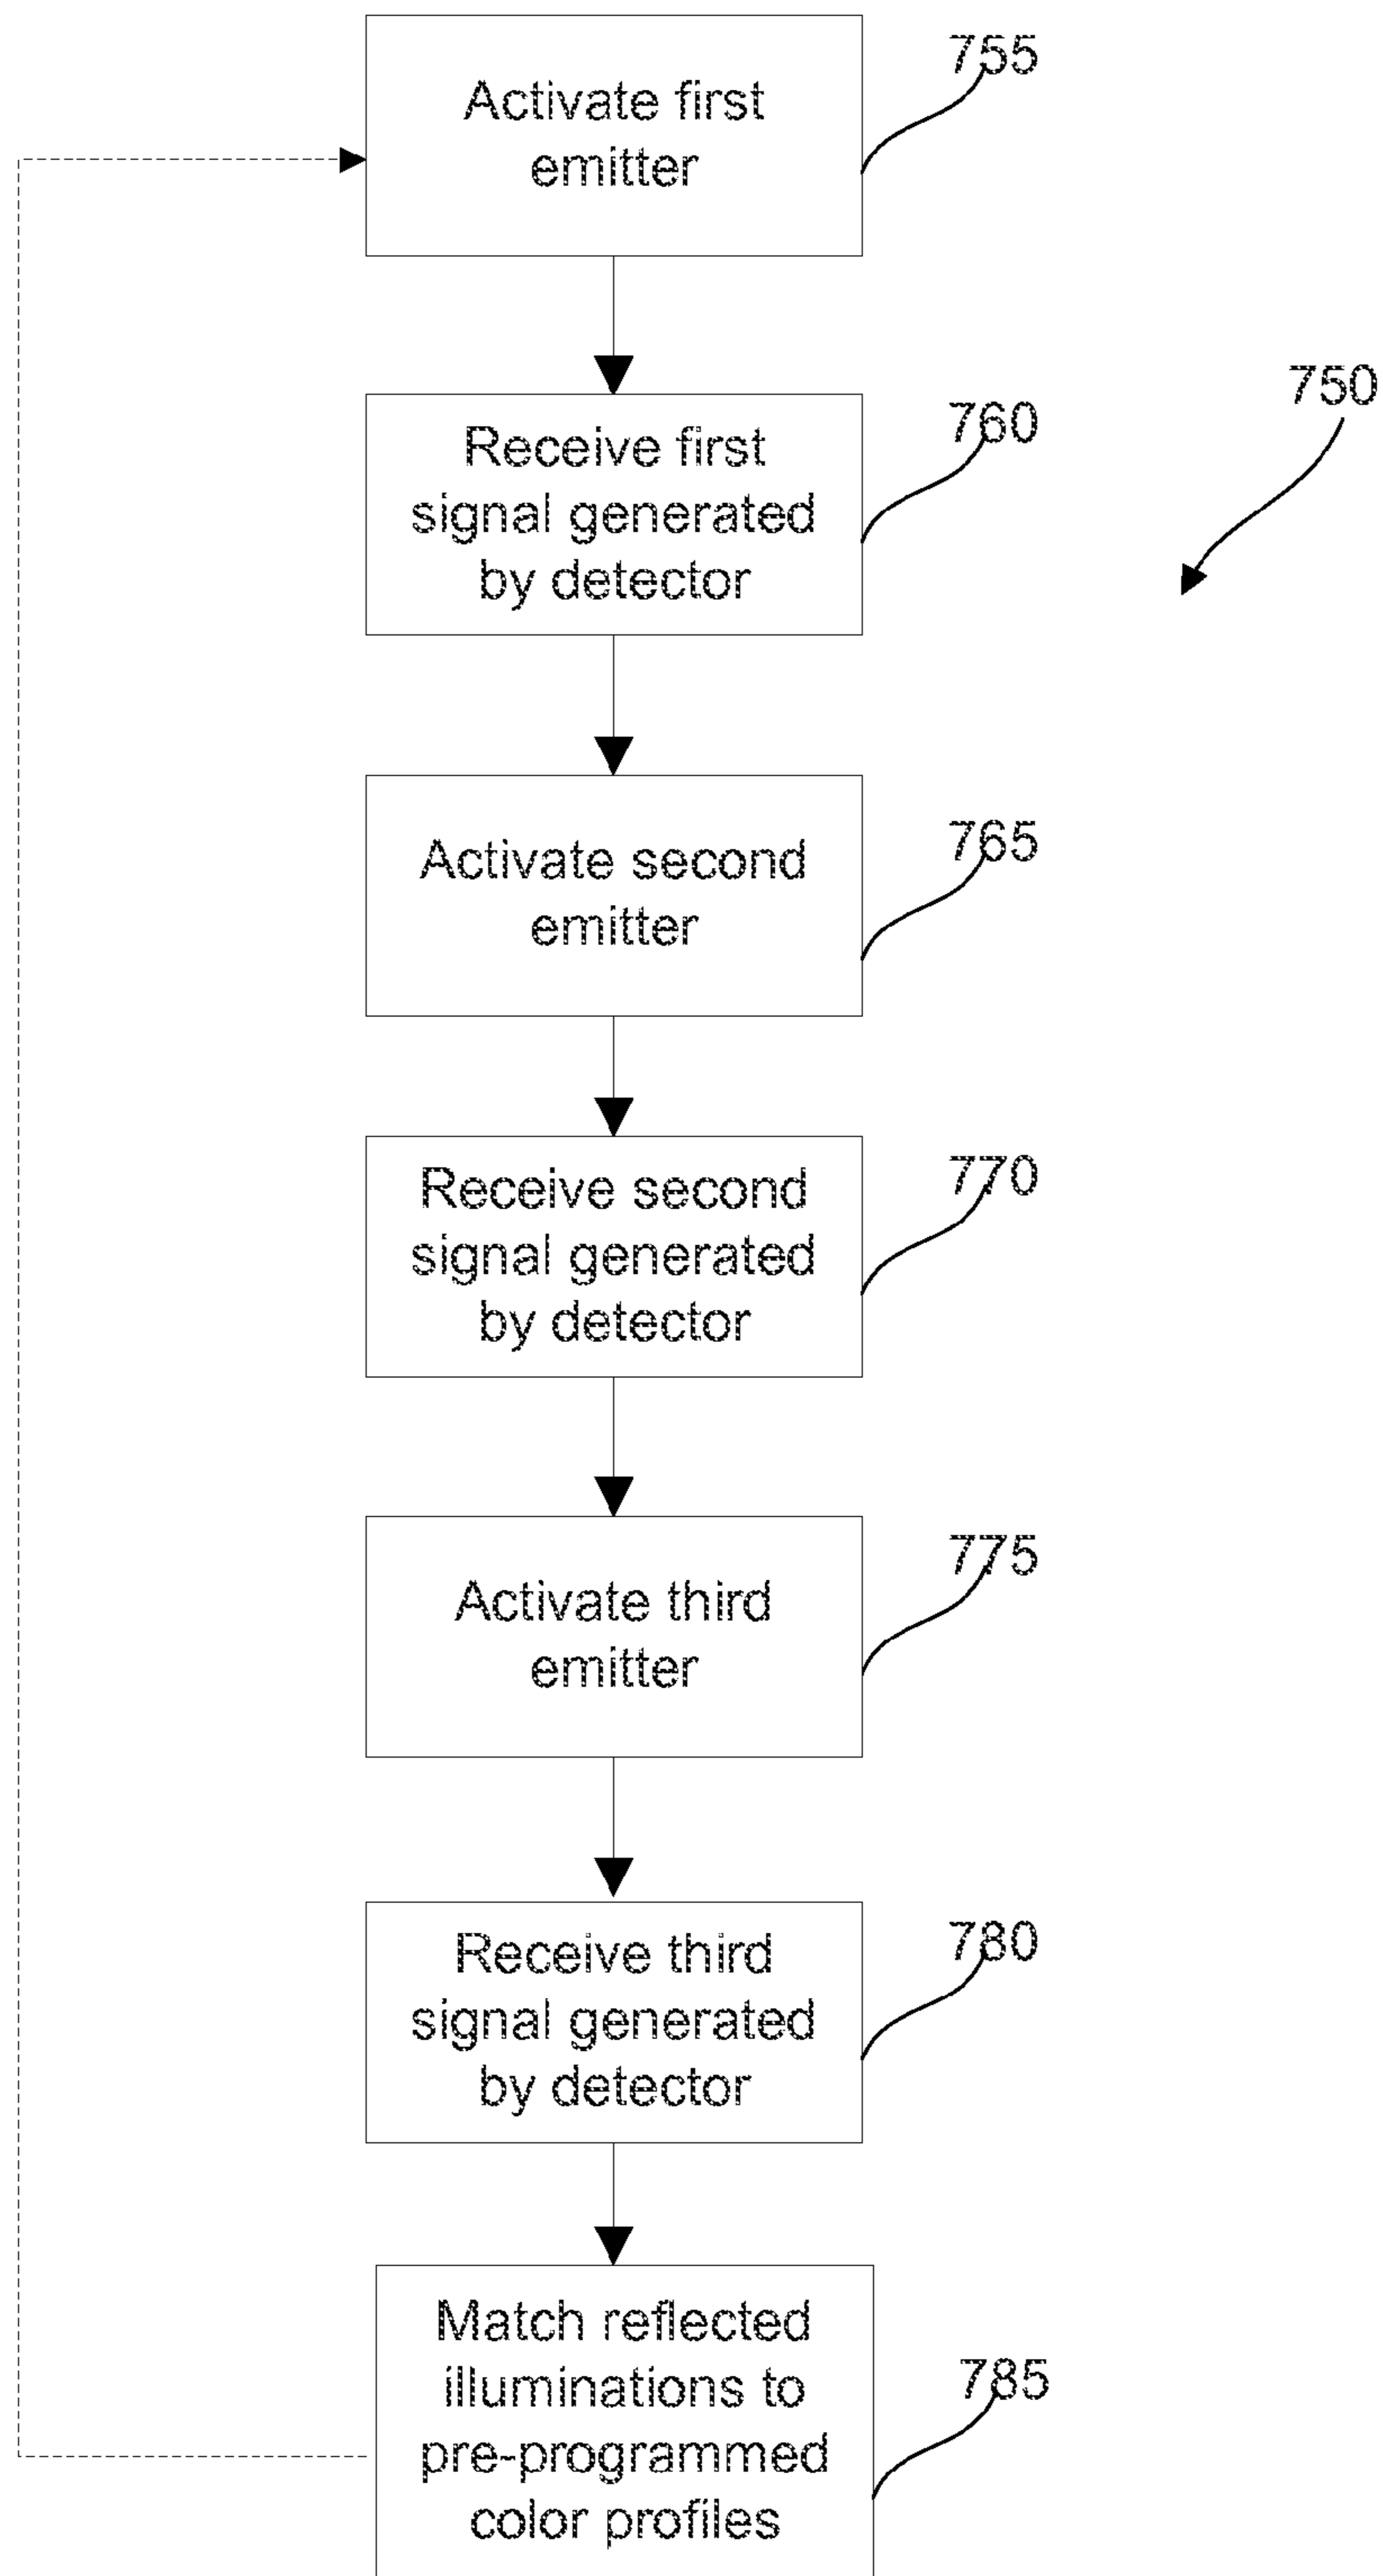 Activate first
emitter
755
750
Receive first
signal generated
by detector
760
Activate second
emitter
765
Receive second
signal generated
by detector
770
Activate third
emitter
775
Receive third
signal generated
by detector
780
Match reflected
illuminations to
pre-programmed
color profiles
785